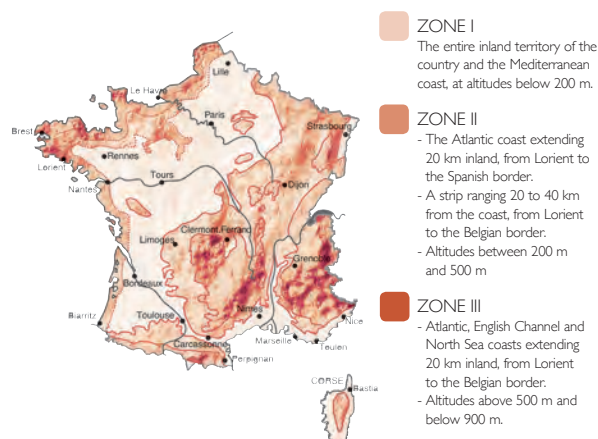 Lille
Le Havre
Paris
Strasbourg
Brest
Rennes
Lorient
Tours
Nantes
Dijon
Limoges
Clermont Ferrand
Grenoble
Bordeaux
Biarritz
Toulouse
Nimes
Nice
Marseille
Toulon
Carcassonne
Perpignan
CORSE
Bastia
ZONE I
The entire inland territory of the
country and the Mediterranean
coast, at altitudes below 200 m.
ZONE II
- The Atlantic coast extending
20 km inland, from Lorient to
the Spanish border.
- A strip ranging 20 to 40 km
from the coast, from Lorient
to the Belgian border.
- Altitudes between 200 m
and 500 m
ZONE III
- Atlantic, English Channel and
North Sea coasts extending
20 km inland, from Lorient
to the Belgian border.
- Altitudes above 500 m and
below 900 m.